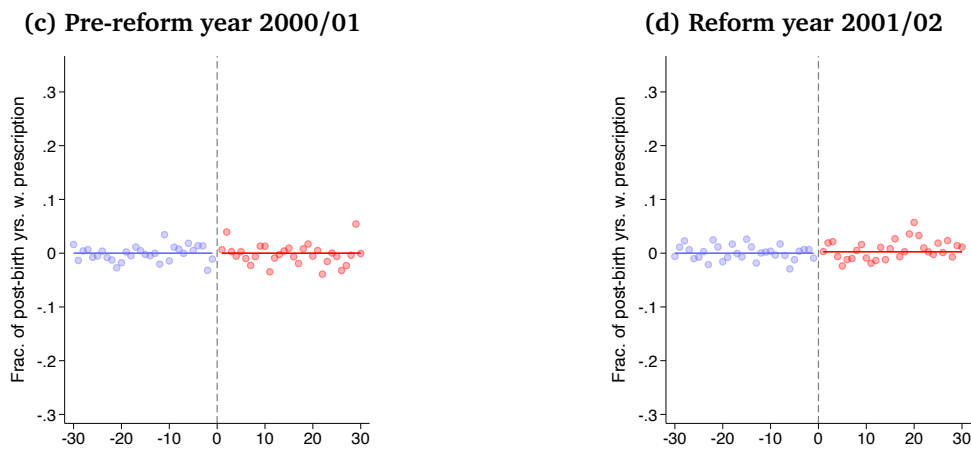 (c) Pre-reform year 2000/01
Frac. of post-birth yrs. w. prescription
.3
.2
.1
0
-.1
-.2
-.3
-30 -20 -10 0 10 20 30
(d) Reform year 2001/02
Frac. of post-birth yrs. w. prescription
.3
.2
.1
0
-.1
-.2
-.3
-30 -20 -10 0 10 20 30